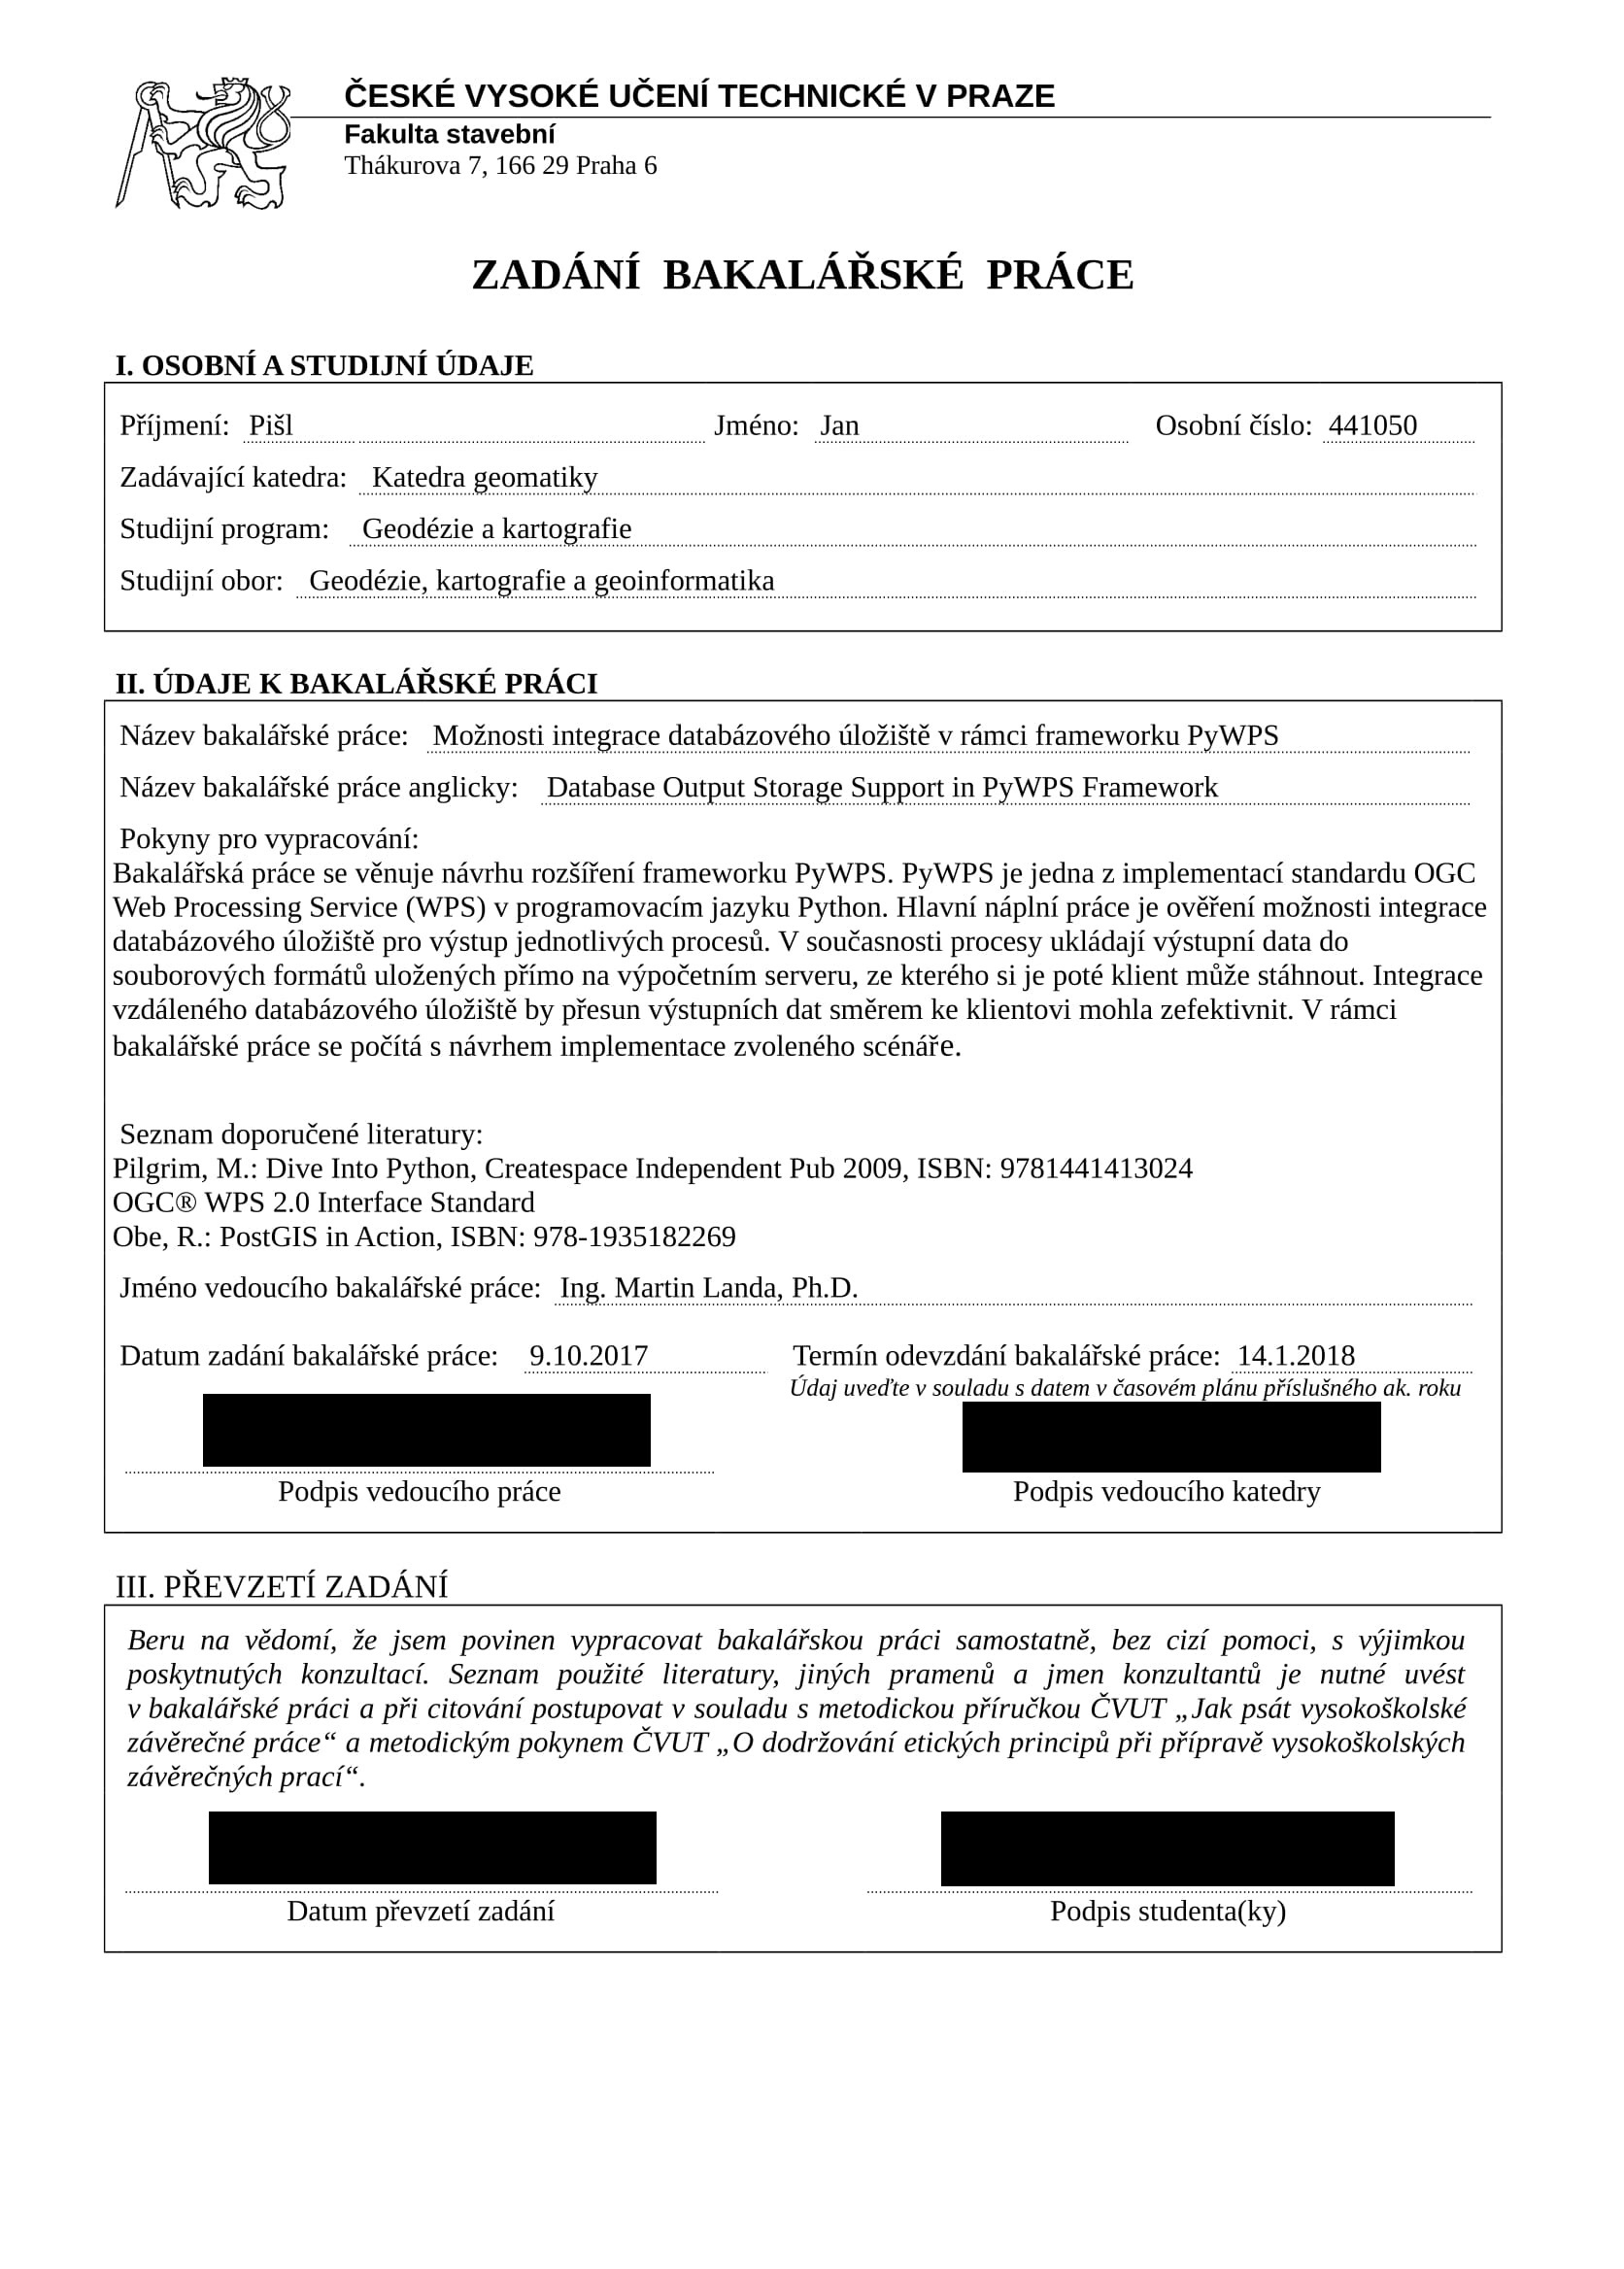 ČESKÉ VYSOKÉ UČENÍ TECHNICKÉ V PRAZE
Fakulta stavební
Thákurova 7, 166 29 Praha 6
ZADÁNÍ BAKALÁŘSKÉ PRÁCE
I. OSOBNÍ A STUDIJNÍ ÚDAJE
Příjmení: Pišl Jméno: Jan Osobní číslo: 441050
Zadávající katedra: Katedra geomatiky
Studijní program: Geodézie a kartografie
Studijní obor: Geodézie, kartografie a geoinformatika
II. ÚDAJE K BAKALÁŘSKÉ PRÁCI
Název bakalářské práce: Možnosti integrace databázového úložiště v rámci frameworku PyWPS
Název bakalářské práce anglicky: Database Output Storage Support in PyWPS Framework
Pokyny pro vypracování:
Bakalářská práce se věnuje návrhu rozšíření frameworku PyWPS. PyWPS je jedna z implementací standardu OGC
Web Processing Service (WPS) v programovacím jazyku Python. Hlavní náplní práce je ověření možnosti integrace
databázového úložiště pro výstup jednotlivých procesů. V současnosti procesy ukládají výstupní data do
souborových formátů uložených přímo na výpočetním serveru, ze kterého si je poté klient může stáhnout. Integrace
vzdáleného databázového úložiště by přesun výstupních dat směrem ke klientovi mohla zefektivnit. V rámci
bakalářské práce se počítá s návrhem implementace zvoleného scénáře.
Seznam doporučené literatury:
Pilgrim, M.: Dive Into Python, Createspace Independent Pub 2009, ISBN: 9781441413024
OGC® WPS 2.0 Interface Standard
Obe, R.: PostGIS in Action, ISBN: 978-1935182269
Jméno vedoucího bakalářské práce: Ing. Martin Landa, Ph.D.
Datum zadání bakalářské práce: 9.10.2017 Termín odevzdání bakalářské práce: 14.1.2018
Údaj uveďte v souladu s datem v časovém plánu příslušného ak. roku
Podpis vedoucího práce Podpis vedoucího katedry
III. PŘEVZETÍ ZADÁNÍ
Beru na vědomí, že jsem povinen vypracovat bakalářskou práci samostatně, bez cizí pomoci, s výjimkou
poskytnutých konzultací. Seznam použité literatury, jiných pramenů a jmen konzultantů je nutné uvést
v bakalářské práci a při citování postupovat v souladu s metodickou příručkou ČVUT „Jak psát vysokoškolské
závěrečné práce“ a metodickým pokynem ČVUT „O dodržování etických principů při přípravě vysokoškolských
závěrečných prací“.
Datum převzetí zadání Podpis studenta(ky)